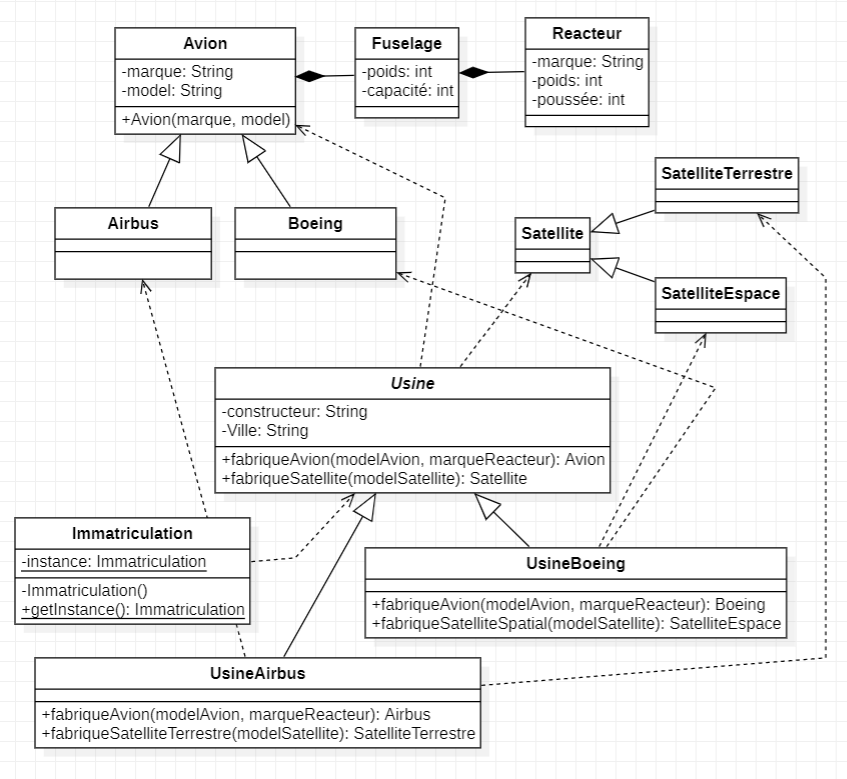 Avion
-marque: String
-model: String
+Avion(marque, model)
Fuselage
-poids: int
-capacité: int
Reacteur
-marque: String
-poids: int
-poussée: int
Airbus
Boeing
Satellite
SatelliteTerrestre
SatelliteEspace
Usine
-constructeur: String
-Ville: String
+fabriqueAvion(modelAvion, marqueReacteur): Avion
+fabriqueSatellite(modelSatellite): Satellite
Immatriculation
-instance: Immatriculation
-Immatriculation()
+getInstance(): Immatriculation
UsineBoeing
+fabriqueAvion(modelAvion, marqueReacteur): Boeing
+fabriqueSatelliteSpatial(modelSatellite): SatelliteEspace
UsineAirbus
+fabriqueAvion(modelAvion, marqueReacteur): Airbus
+fabriqueSatelliteTerrestre(modelSatellite): SatelliteTerrestre